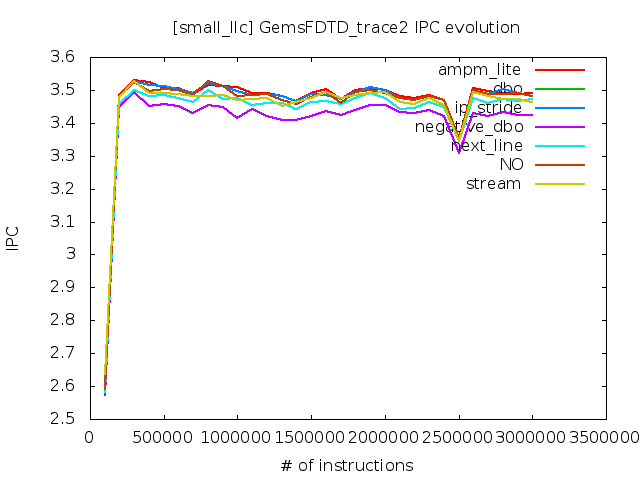 [small_llc] GemsFDTD_trace2 IPC evolution
3.6
3.5
3.4
3.3
3.2
3.1
3
2.9
2.8
2.7
2.6
2.5
IPC
ampm_lite
dbo
ip_stride
negative_dbo
next_line
NO
stream
0
500000
1000000
1500000
2000000
2500000
3000000
3500000
# of instructions